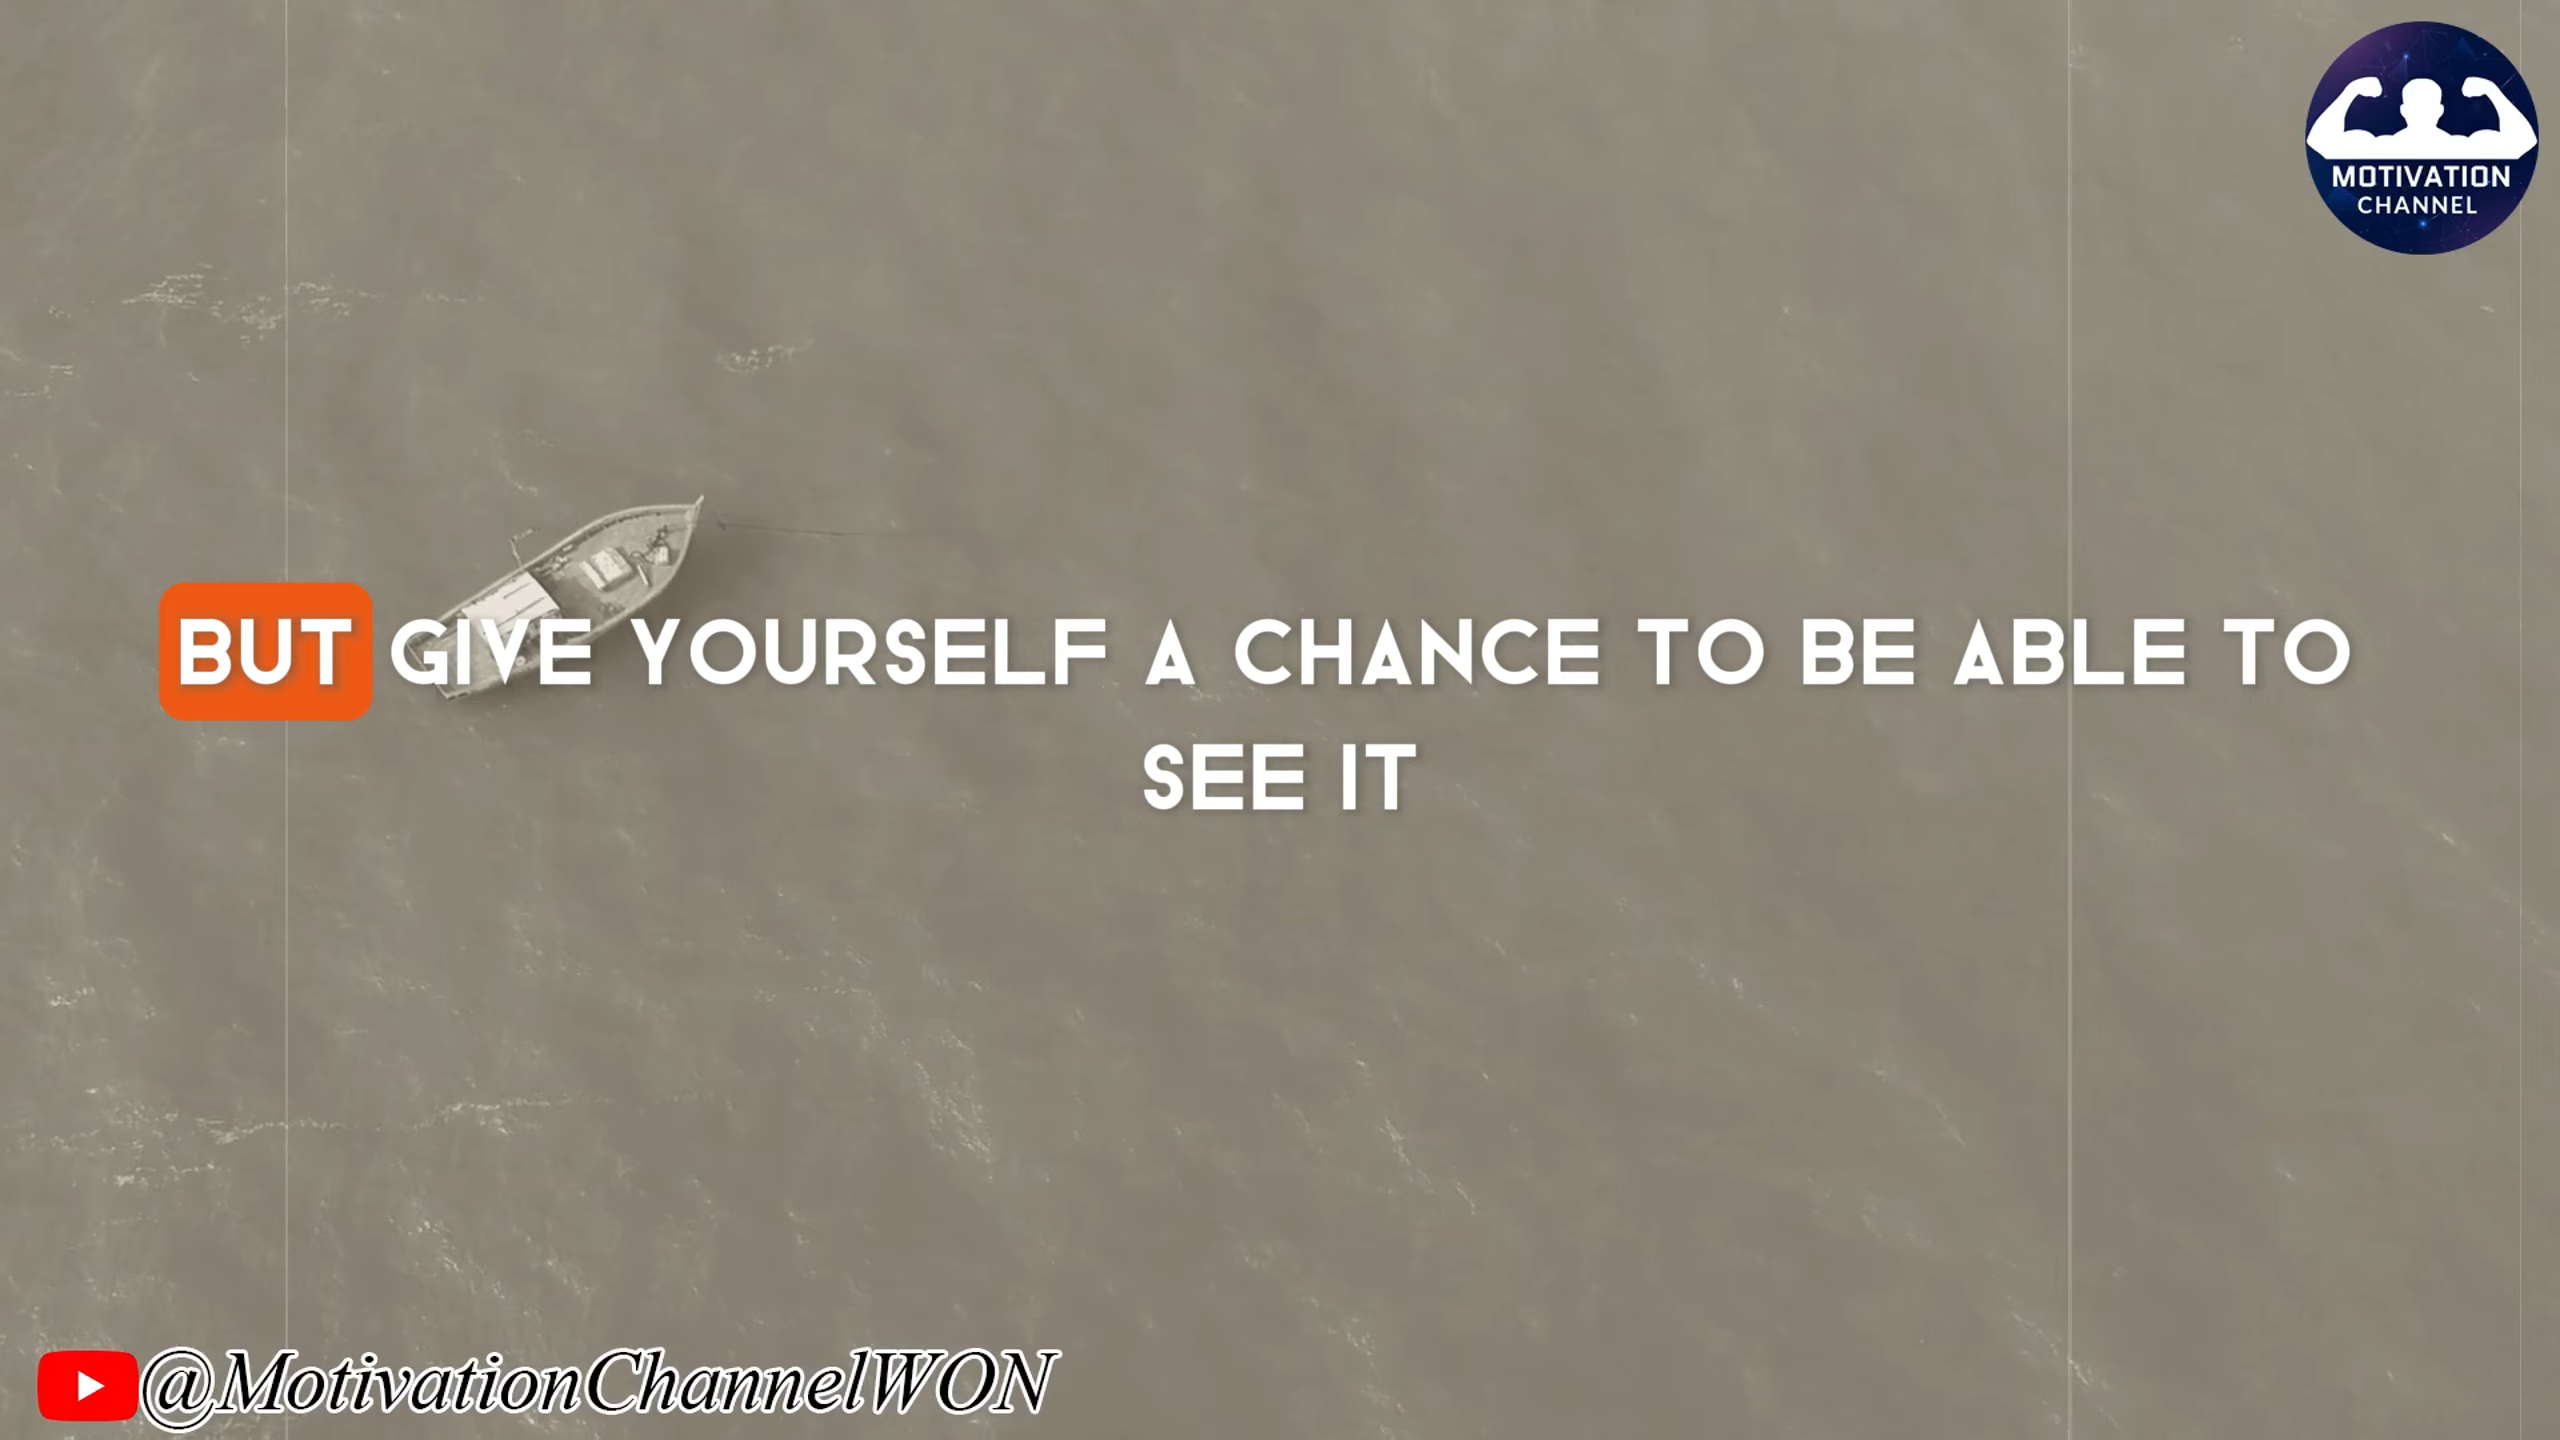 MOTIVATION
CHANNEL
BUT GIVE YOURSELF A CHANCE TO BE ABLE TO
SEE IT
@MotivationChannelWON